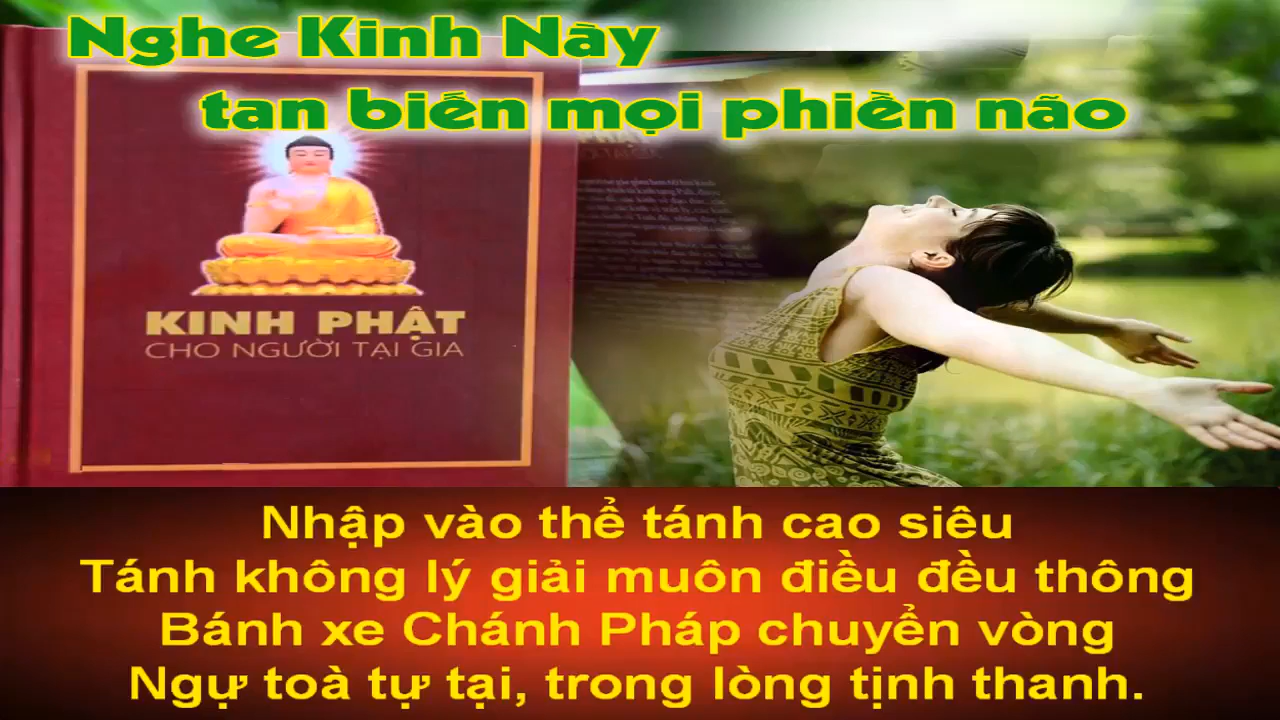 Nghe Kinh Này
tan biến mọi phiền não
KINH PHẬT
CHO NGƯỜI TẠI GIA
Nhập vào thể tánh cao siêu
Tánh không lý giải muôn điều đều thông
Bánh xe Chánh Pháp chuyển vòng
Ngự toà tự tại, trong lòng tịnh thanh.